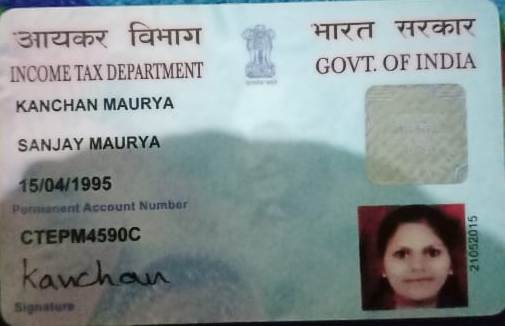 आयकर विभाग
भारत सरकार
INCOME TAX DEPARTMENT
GOVT. OF INDIA
KANCHAN MAURYA
SANJAY MAURYA
15/04/1995
Permanent Account Number
CTEPM4590C
Kanchan
Signature
21052015